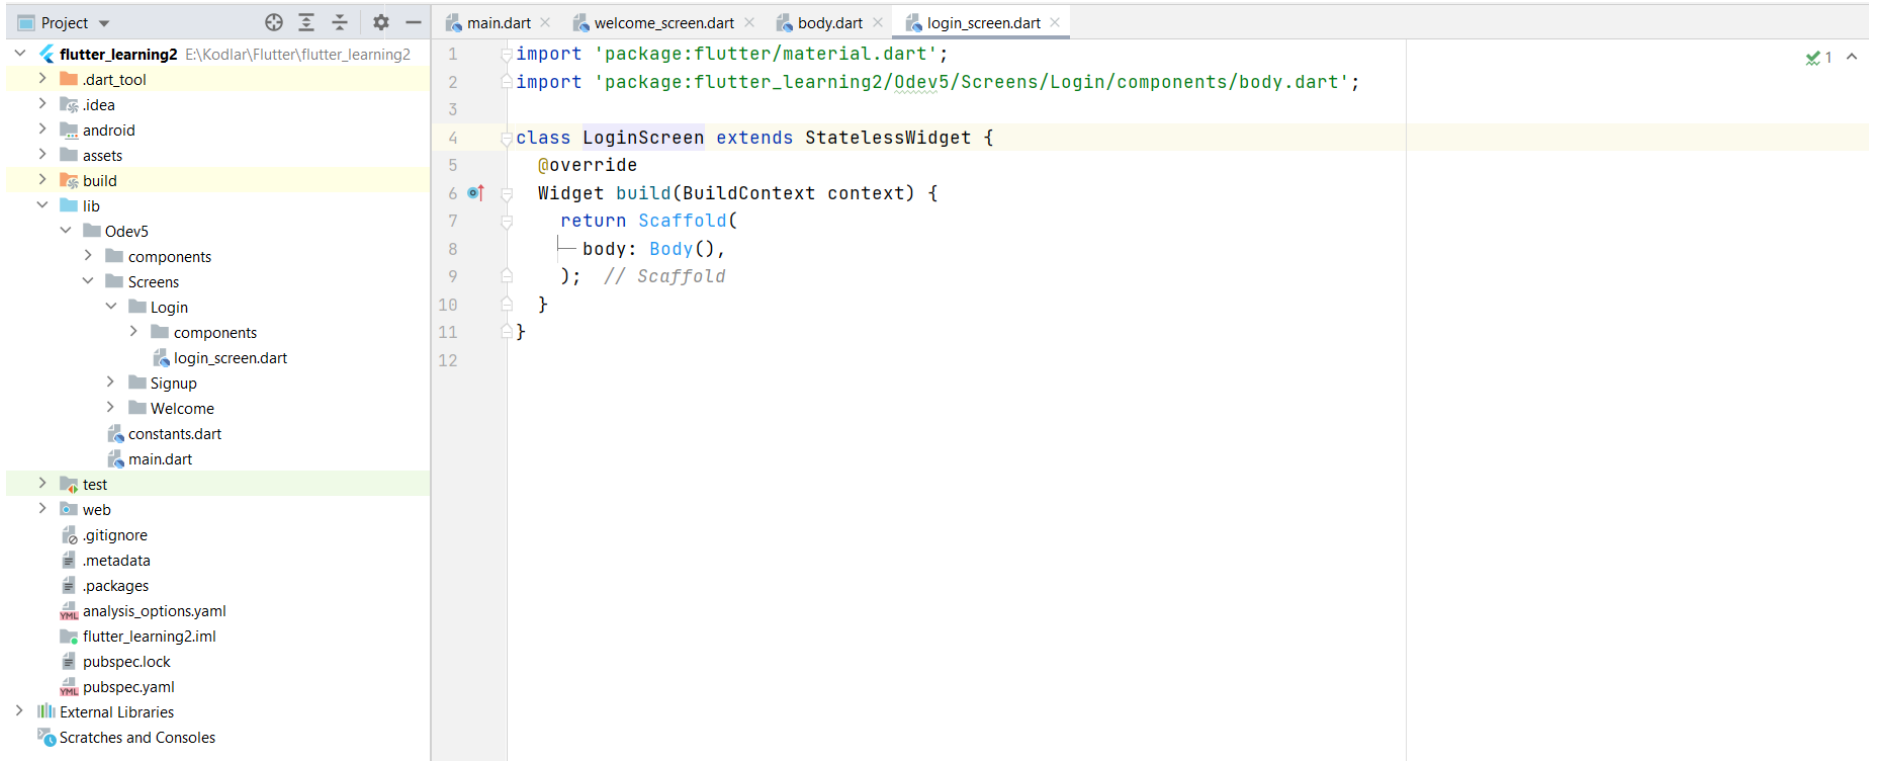 Project
main.dart
welcome_screen.dart
body.dart
login_screen.dart
flutter_learning2 E:\Kodlar\Flutter\flutter_learning2
.dart_tool
.idea
android
assets
build
lib
Odev5
components
Screens
Login
components
login_screen.dart
Signup
Welcome
constants.dart
main.dart
test
web
.gitignore
.metadata
.packages
analysis_options.yaml
flutter_learning2.iml
pubspec.lock
pubspec.yaml
External Libraries
Scratches and Consoles
1 import 'package:flutter/material.dart';
2 import 'package:flutter_learning2/Odev5/Screens/Login/components/body.dart';
3
4 class LoginScreen extends StatelessWidget {
5 @override
6 Widget build(BuildContext context) {
7 return Scaffold(
8 body: Body(),
9 ); // Scaffold
10 }
11 }
12
1